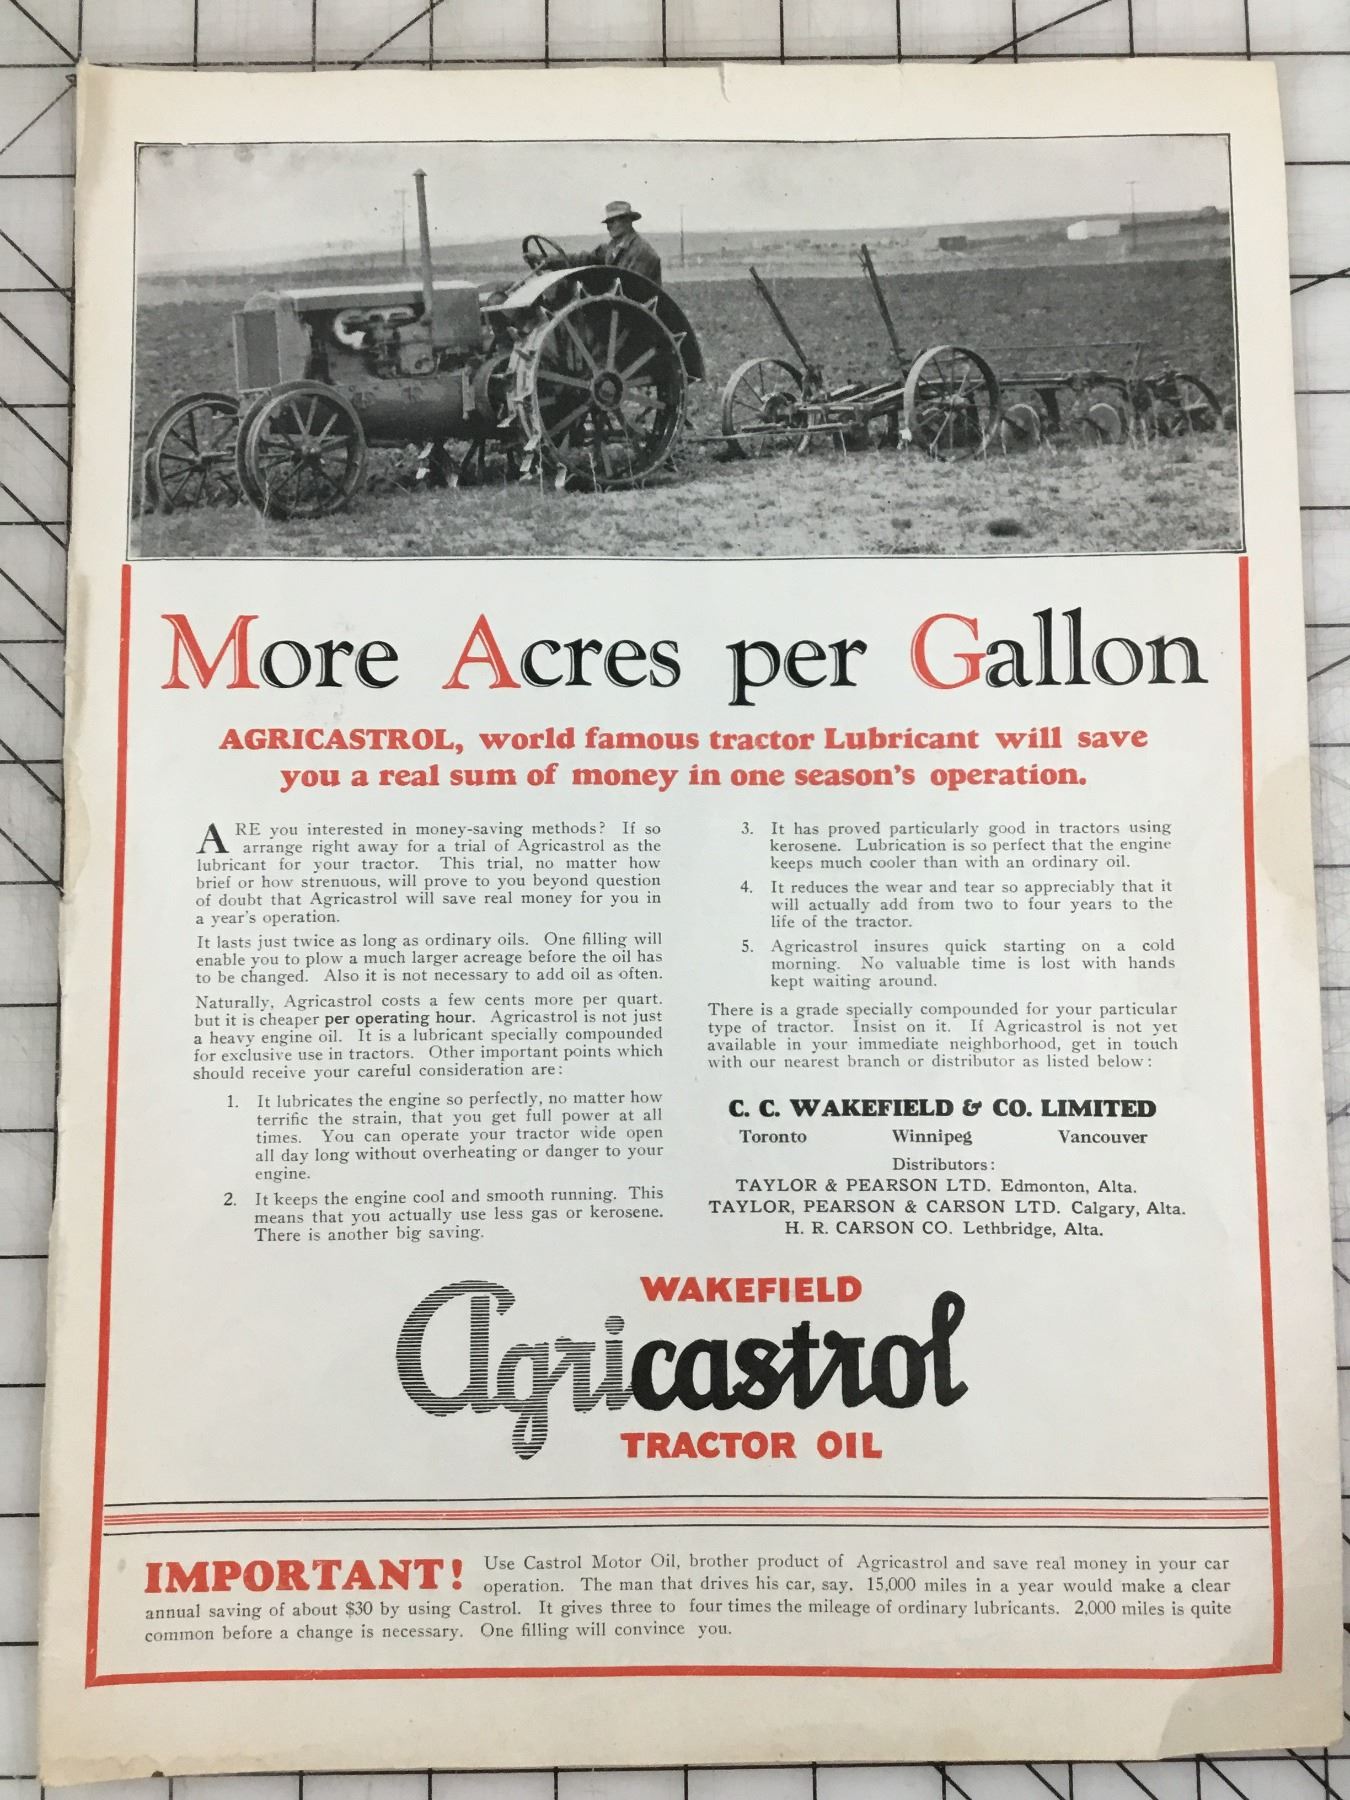 More Acres per Gallon
AGRICASTROL, world famous tractor Lubricant will save
you a real sum of money in one season's operation.
ARE you interested in money-saving methods? If so
arrange right away for a trial of Agricastrol as the
lubricant for your tractor. This trial, no matter how
brief or how strenuous, will prove to you beyond question
of doubt that Agricastrol will save real money for you in
a year's operation.
It lasts just twice as long as ordinary oils. One filling will
enable you to plow a much larger acreage before the oil has
to be changed. Also it is not necessary to add oil as often.
Naturally, Agricastrol costs a few cents more per quart.
but it is cheaper per operating hour. Agricastrol is not just
a heavy engine oil. It is a lubricant specially compounded
for exclusive use in tractors. Other important points which
should receive your careful consideration are:
1. It lubricates the engine so perfectly, no matter how
terrific the strain, that you get full power at all
times. You can operate your tractor wide open
all day long without overheating or danger to your
engine.
2. It keeps the engine cool and smooth running. This
means that you actually use less gas or kerosene.
There is another big saving.
3. It has proved particularly good in tractors using
kerosene. Lubrication is so perfect that the engine
keeps much cooler than with an ordinary oil.
4. It reduces the wear and tear so appreciably that it
will actually add from two to four years to the
life of the tractor.
5. Agricastrol insures quick starting on a cold
morning. No valuable time is lost with hands
kept waiting around.
There is a grade specially compounded for your particular
type of tractor. Insist on it. If Agricastrol is not yet
available in your immediate neighborhood, get in touch
with our nearest branch or distributor as listed below:
C. C. WAKEFIELD & CO. LIMITED
Toronto Winnipeg Vancouver
Distributors:
TAYLOR & PEARSON LTD. Edmonton, Alta.
TAYLOR, PEARSON & CARSON LTD. Calgary, Alta.
H. R. CARSON CO. Lethbridge, Alta.
WAKEFIELD
Agricastrol
TRACTOR OIL
IMPORTANT! Use Castrol Motor Oil, brother product of Agricastrol and save real money in your car
operation. The man that drives his car, say, 15,000 miles in a year would make a clear
annual saving of about $30 by using Castrol. It gives three to four times the mileage of ordinary lubricants. 2,000 miles is quite
common before a change is necessary. One filling will convince you.